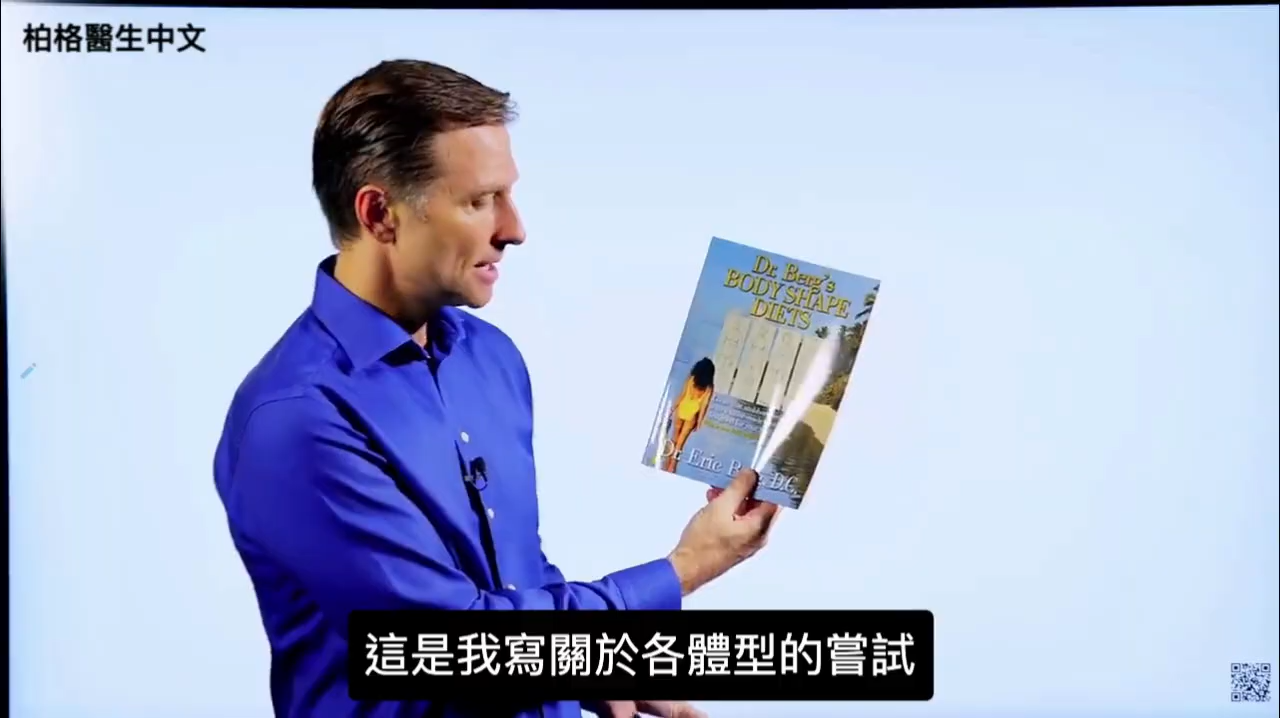 柏格醫生中文
Dr. Berg's
BODY SHAPE
DIETS
Dr. Eric
D.C.
這是我寫關於各體型的嘗試